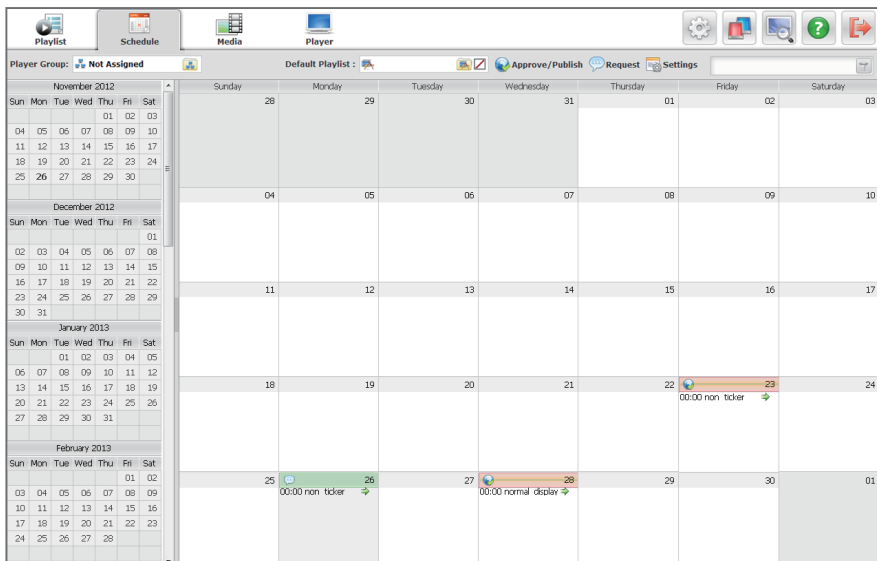 Playlist Schedule Media Player
Player Group: Not Assigned Default Playlist : Approve/Publish Request Settings
November 2012
Sun Mon Tue Wed Thu Fri Sat
01 02 03
04 05 06 07 08 09 10
11 12 13 14 15 16 17
18 19 20 21 22 23 24
25 26 27 28 29 30
December 2012
Sun Mon Tue Wed Thu Fri Sat
01
02 03 04 05 06 07 08
09 10 11 12 13 14 15
16 17 18 19 20 21 22
23 24 25 26 27 28 29
30 31
January 2013
Sun Mon Tue Wed Thu Fri Sat
01 02 03 04 05
06 07 08 09 10 11 12
13 14 15 16 17 18 19
20 21 22 23 24 25 26
27 28 29 30 31
February 2013
Sun Mon Tue Wed Thu Fri Sat
01 02
03 04 05 06 07 08 09
10 11 12 13 14 15 16
17 18 19 20 21 22 23
24 25 26 27 28
Sunday Monday Tuesday Wednesday Thursday Friday Saturday
28 29 30 31 01 02 03
04 05 06 07 08 09 10
11 12 13 14 15 16 17
18 19 20 21 22 23 24
00:00 non ticker
25 26 27 28 29 30 01
00:00 non ticker 00:00 normal display